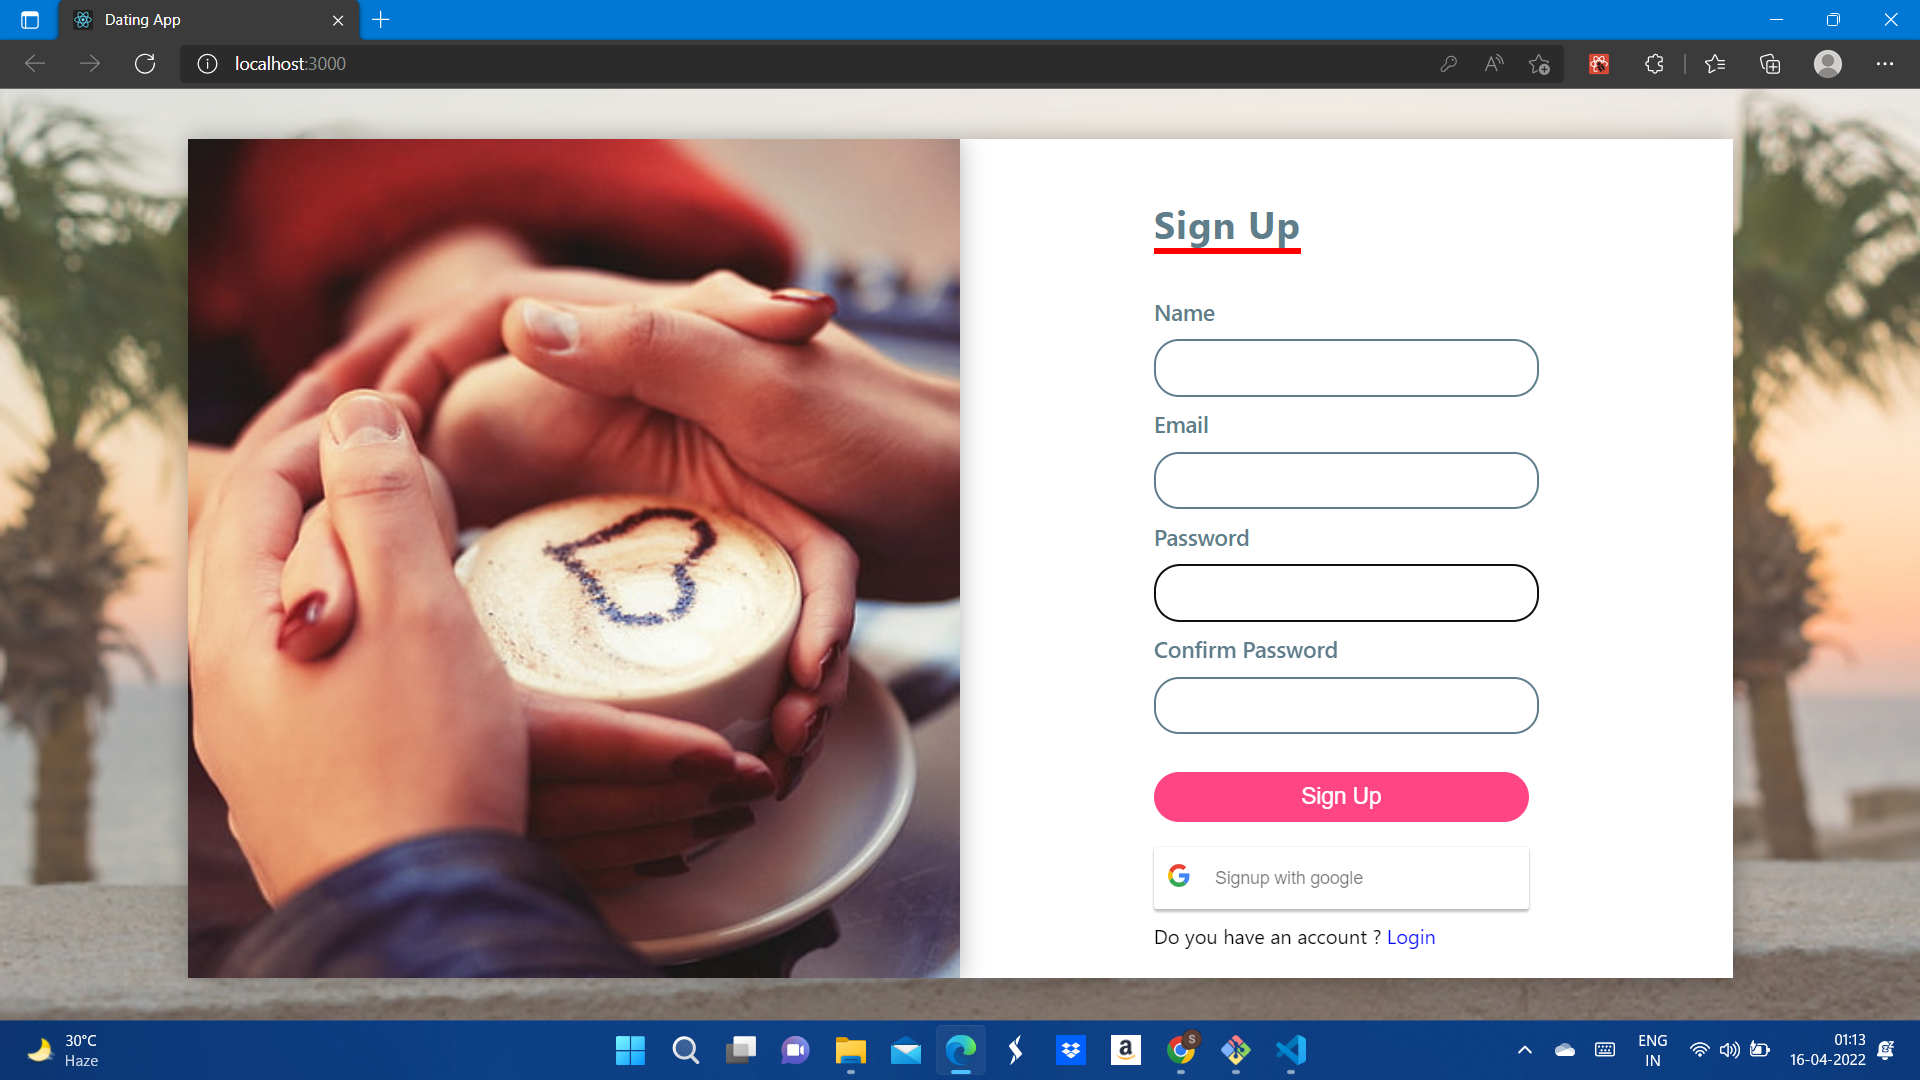 Dating App
localhost:3000
Sign Up
Name
Email
Password
Confirm Password
Sign Up
Signup with google
Do you have an account ? Login
30°C
Haze
S
a
ENG
IN
01:13
16-04-2022